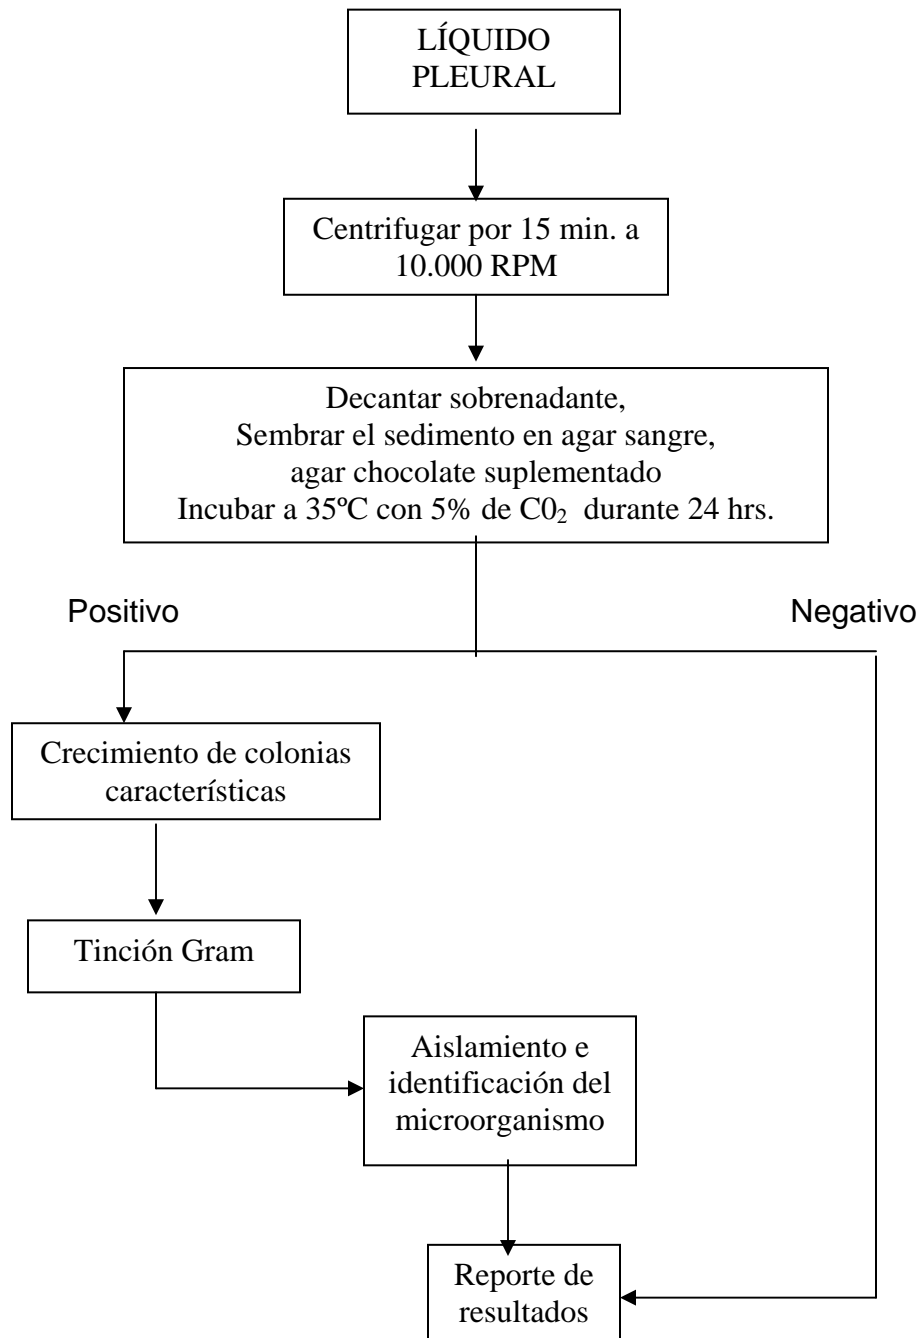 LÍQUIDO
PLEURAL
Centrifugar por 15 min. a
10.000 RPM
Decantar sobrenadante,
Sembrar el sedimento en agar sangre,
agar chocolate suplementado
Incubar a 35ºC con 5% de C0₂ durante 24 hrs.
Positivo
Negativo
Crecimiento de colonias
características
Tinción Gram
Aislamiento e
identificación del
microorganismo
Reporte de
resultados